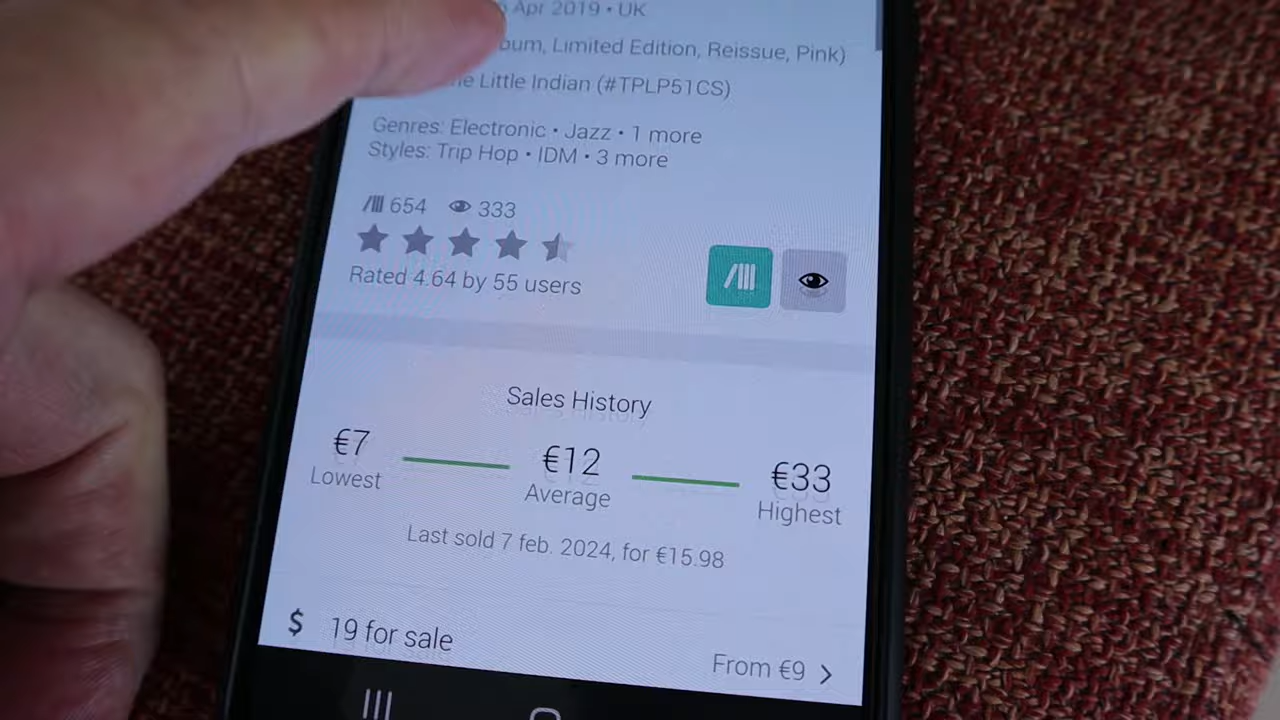 Apr 2019 • UK
Limited Edition, Reissue, Pink)
Little Indian (#TPLP51CS)
Genres: Electronic • Jazz • 1 more
Styles: Trip Hop • IDM • 3 more
654 333
Rated 4.64 by 55 users
Sales History
€7 €12 €33
Lowest Average Highest
Last sold 7 feb. 2024, for €15.98
$ 19 for sale
From €9 >